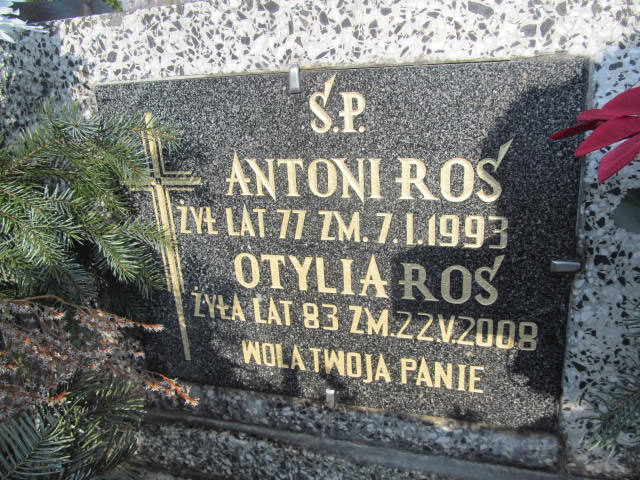 Ś.P.
ANTONI ROŚ
ŻYŁ LAT 77 ZM. 7.I.1993
OTYLIA ROŚ
ŻYŁA LAT 83 ZM. 22.V.2008
WOLA TWOJA PANIE